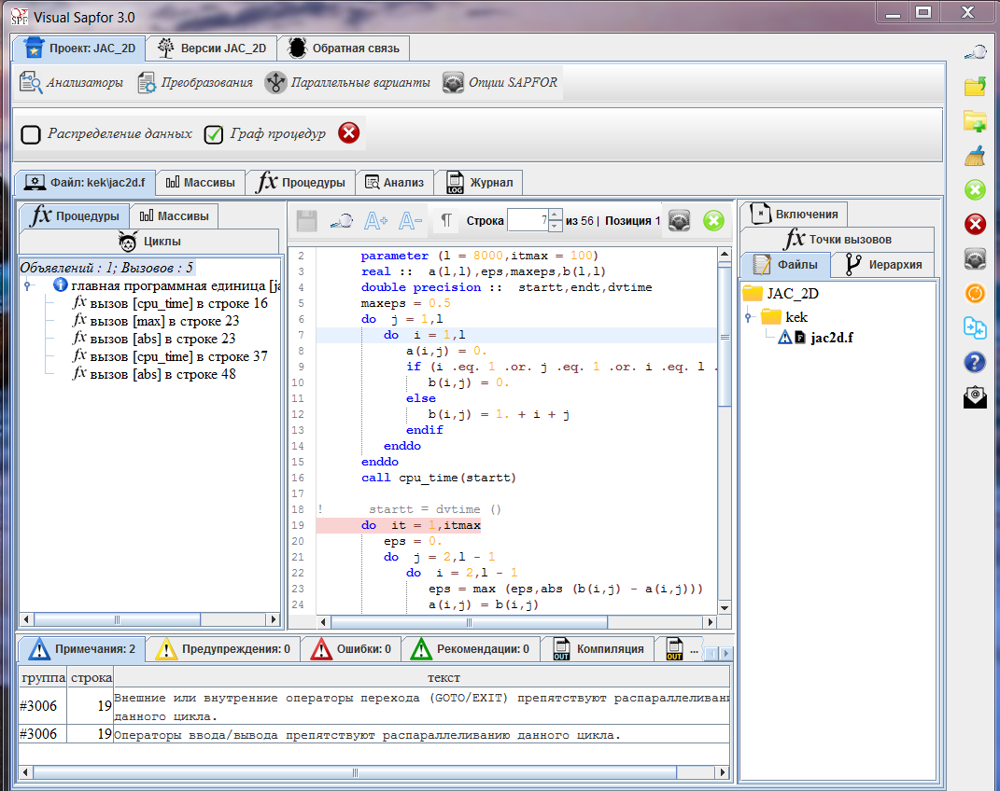 Visual Sapfor 3.0
Проект: JAC_2D
Версии JAC_2D
Обратная связь
Анализаторы
Преобразования
Параллельные варианты
Опции SAPFOR
Распределение данных
Граф процедур
Файл: kek\jac2d.f
Массивы
Процедуры
Анализ
Журнал
Процедуры
Массивы
Циклы
Объявлений : 1; Вызовов : 5
главная программная единица [ja
вызов [cpu_time] в строке 16
вызов [max] в строке 23
вызов [abs] в строке 23
вызов [cpu_time] в строке 37
вызов [abs] в строке 48
Строка 7 из 56 | Позиция 1
2 parameter (l = 8000,itmax = 100)
3 real :: a(l,l),eps,maxeps,b(l,l)
4 double precision :: startt,endt,dvtime
5 maxeps = 0.5
6 do j = 1,l
7 do i = 1,l
8 a(i,j) = 0.
9 if (i .eq. 1 .or. j .eq. 1 .or. i .eq. l .
10 b(i,j) = 0.
11 else
12 b(i,j) = 1. + i + j
13 endif
14 enddo
15 enddo
16 call cpu_time(startt)
17
18 ! startt = dvtime ()
19 do it = 1,itmax
20 eps = 0.
21 do j = 2,l - 1
22 do i = 2,l - 1
23 eps = max (eps,abs (b(i,j) - a(i,j)))
24 a(i,j) = b(i,j)
Включения
Точки вызовов
Файлы
Иерархия
JAC_2D
kek
jac2d.f
Примечания: 2
Предупреждения: 0
Ошибки: 0
Рекомендации: 0
Компиляция
...
группа строка текст
#3006 19 Внешние или внутренние операторы перехода (GOTO/EXIT) препятствуют распараллеливани
данного цикла.
#3006 19 Операторы ввода/вывода препятствуют распараллеливанию данного цикла.